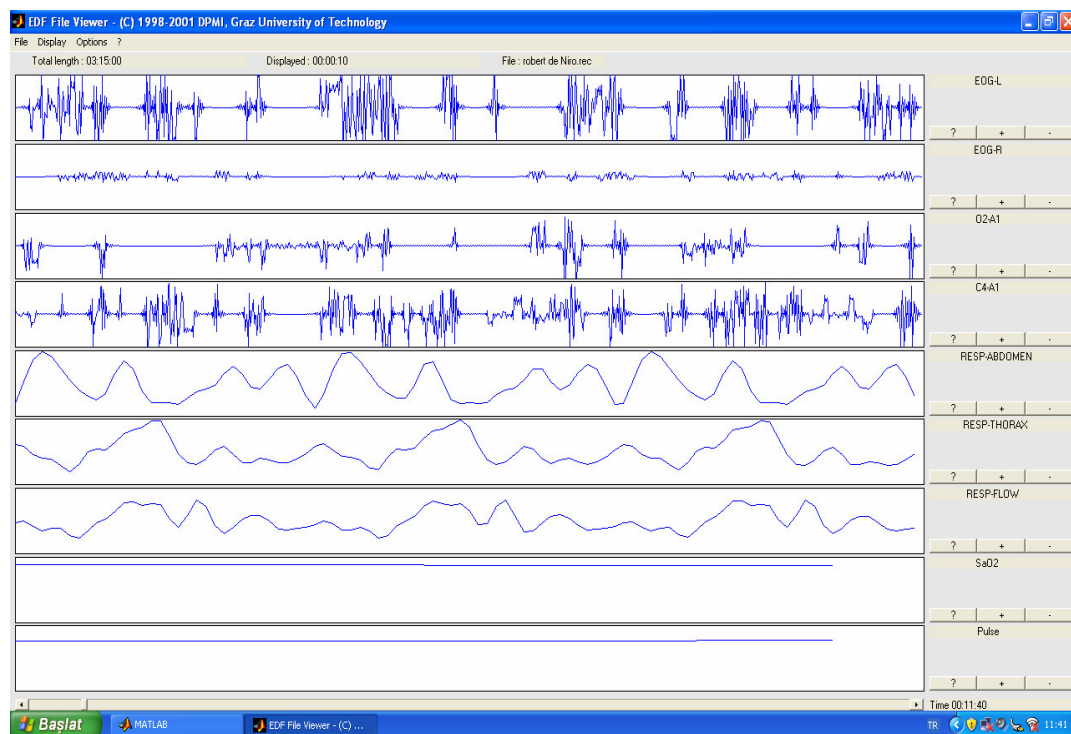 EDF File Viewer - (C) 1998-2001 DPMI, Graz University of Technology
File Display Options ?
Total length : 03:15:00 Displayed : 00:00:10 File : robert de Niro.rec
EOG-L
? + -
EOG-R
? + -
O2-A1
? + -
C4-A1
? + -
RESP-ABDOMEN
? + -
RESP-THORAX
? + -
RESP-FLOW
? + -
SaO2
? + -
Pulse
? + -
Time 00:11:40
Başlat MATLAB EDF File Viewer - (C) ... TR 11:41